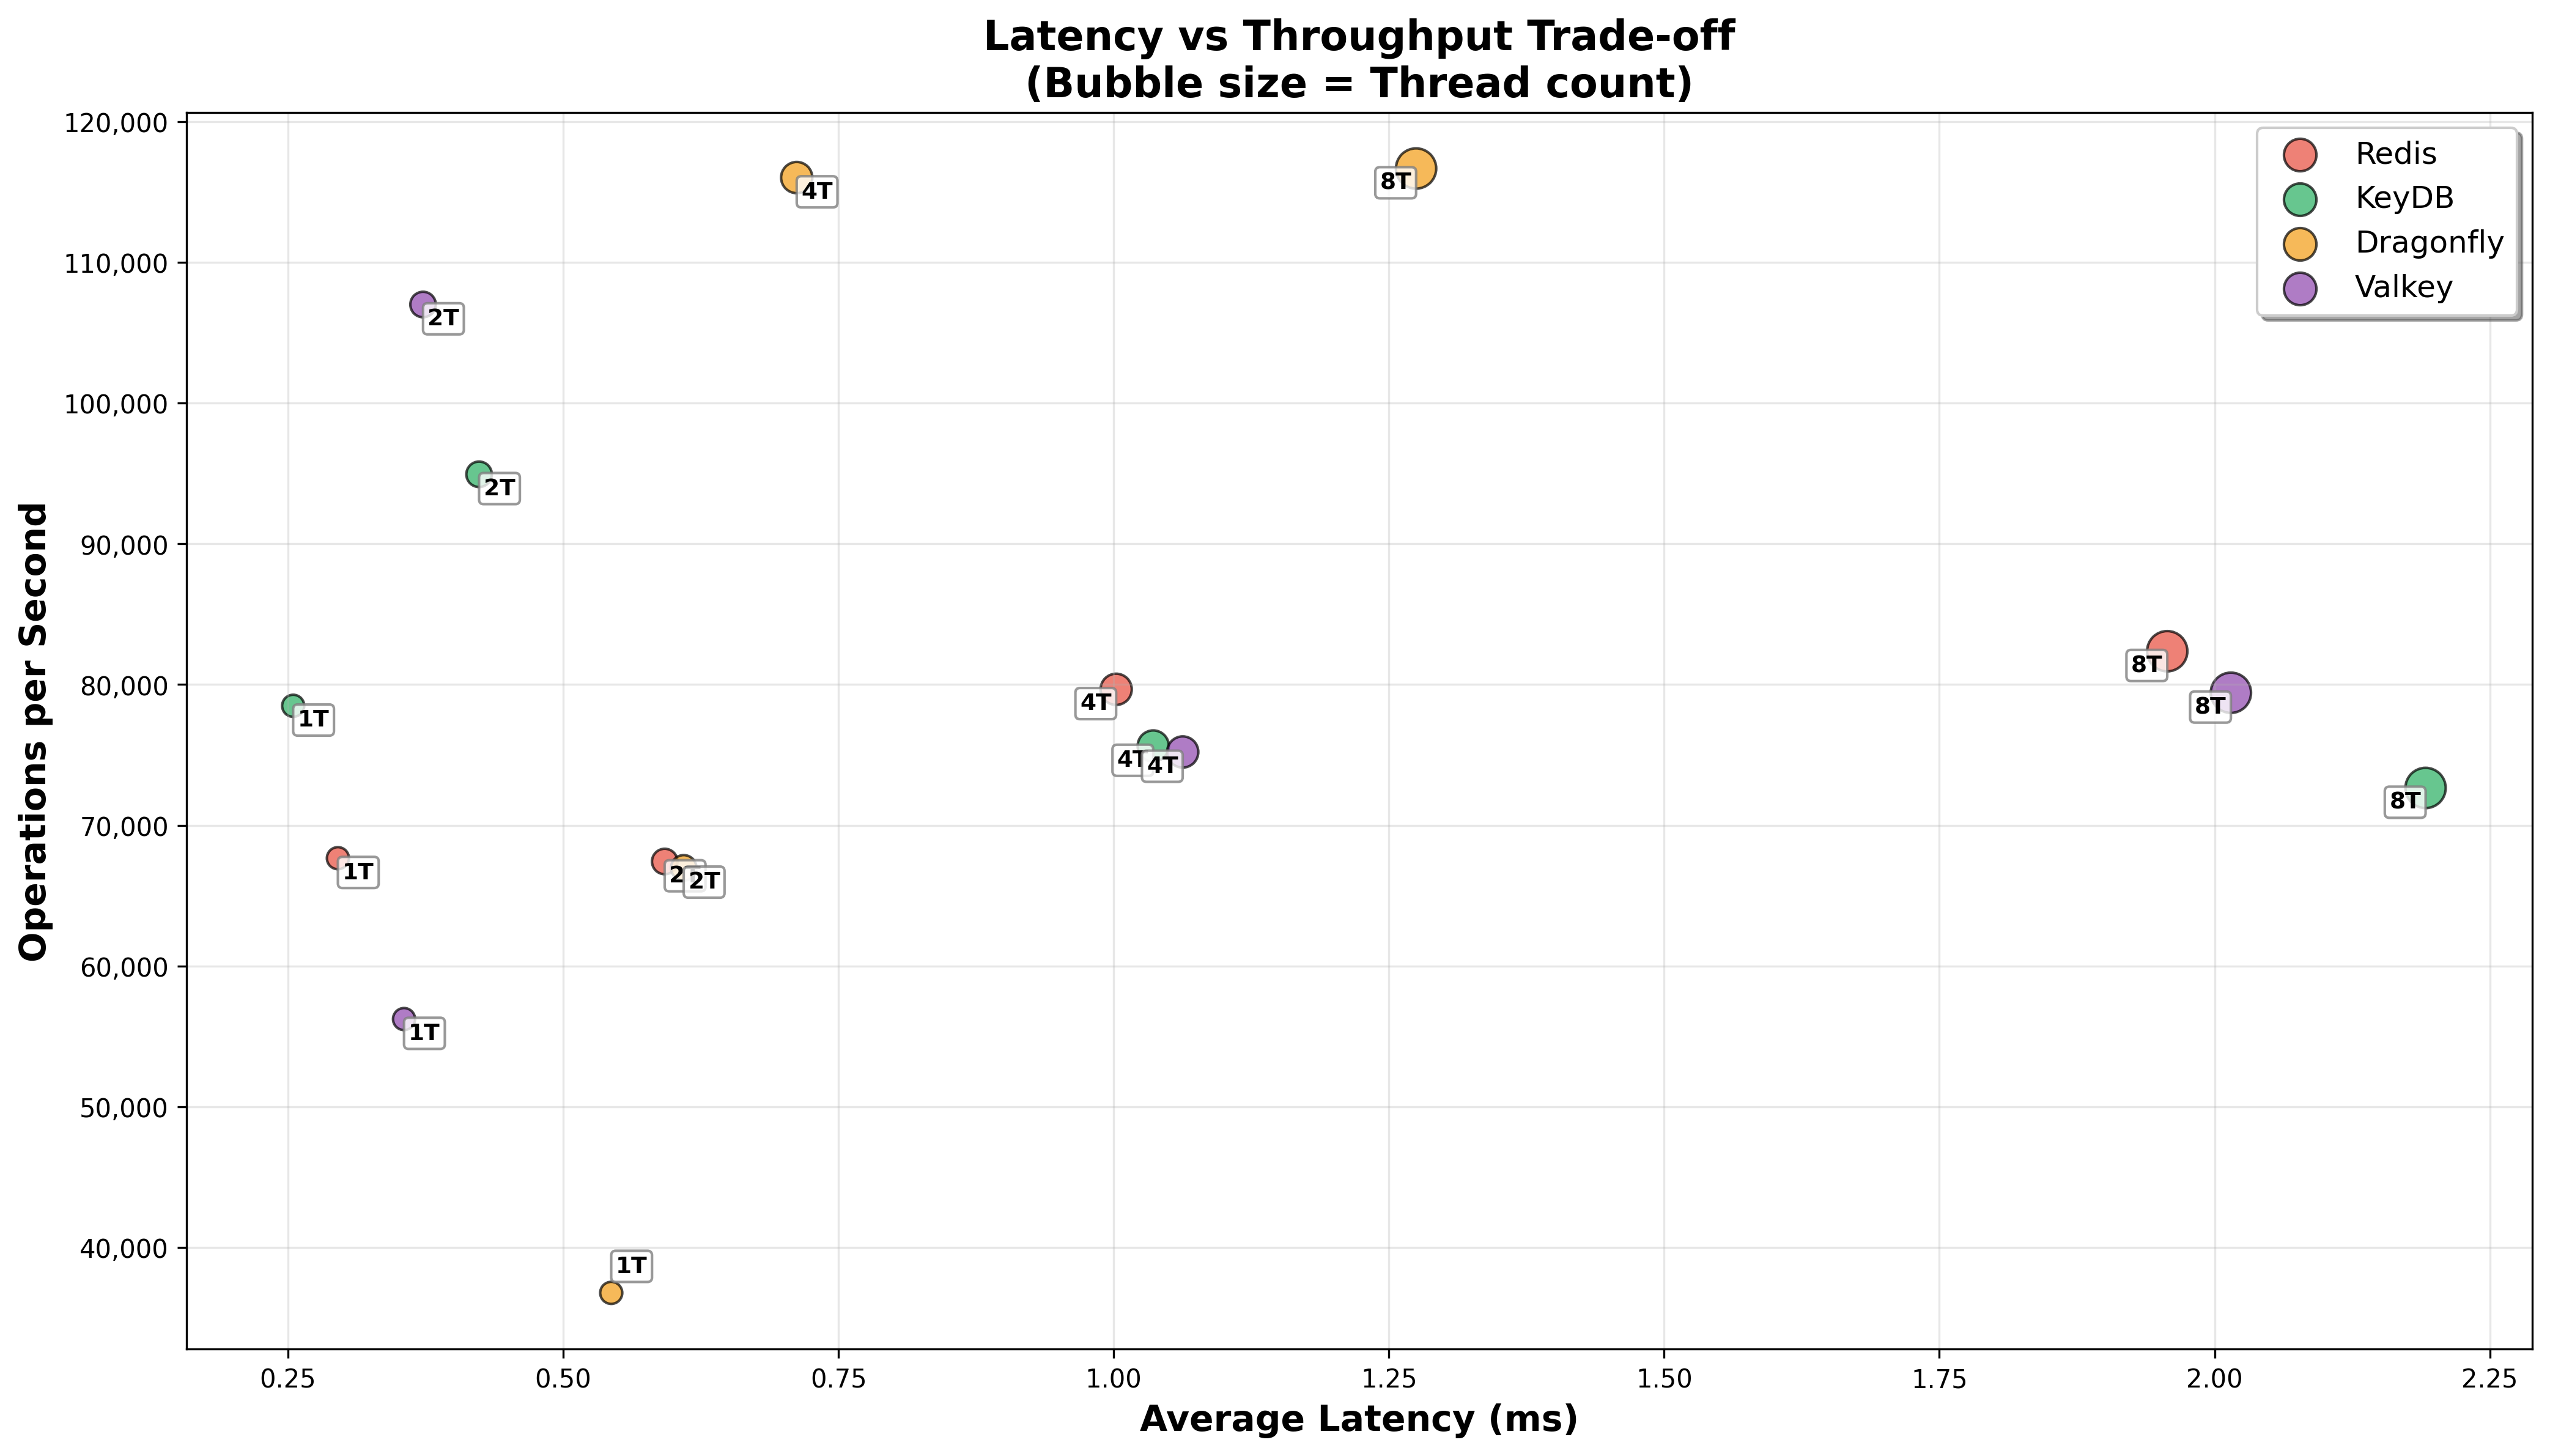 Latency vs Throughput Trade-off
(Bubble size = Thread count)
120,000
110,000
100,000
90,000
80,000
70,000
60,000
50,000
40,000
Operations per Second
Redis
KeyDB
Dragonfly
Valkey
8T
4T
2T
2T
8T
4T
8T
1T
4T
4T
8T
1T
2T
1T
1T
0.25
0.50
0.75
1.00
1.25
1.50
1.75
2.00
2.25
Average Latency (ms)